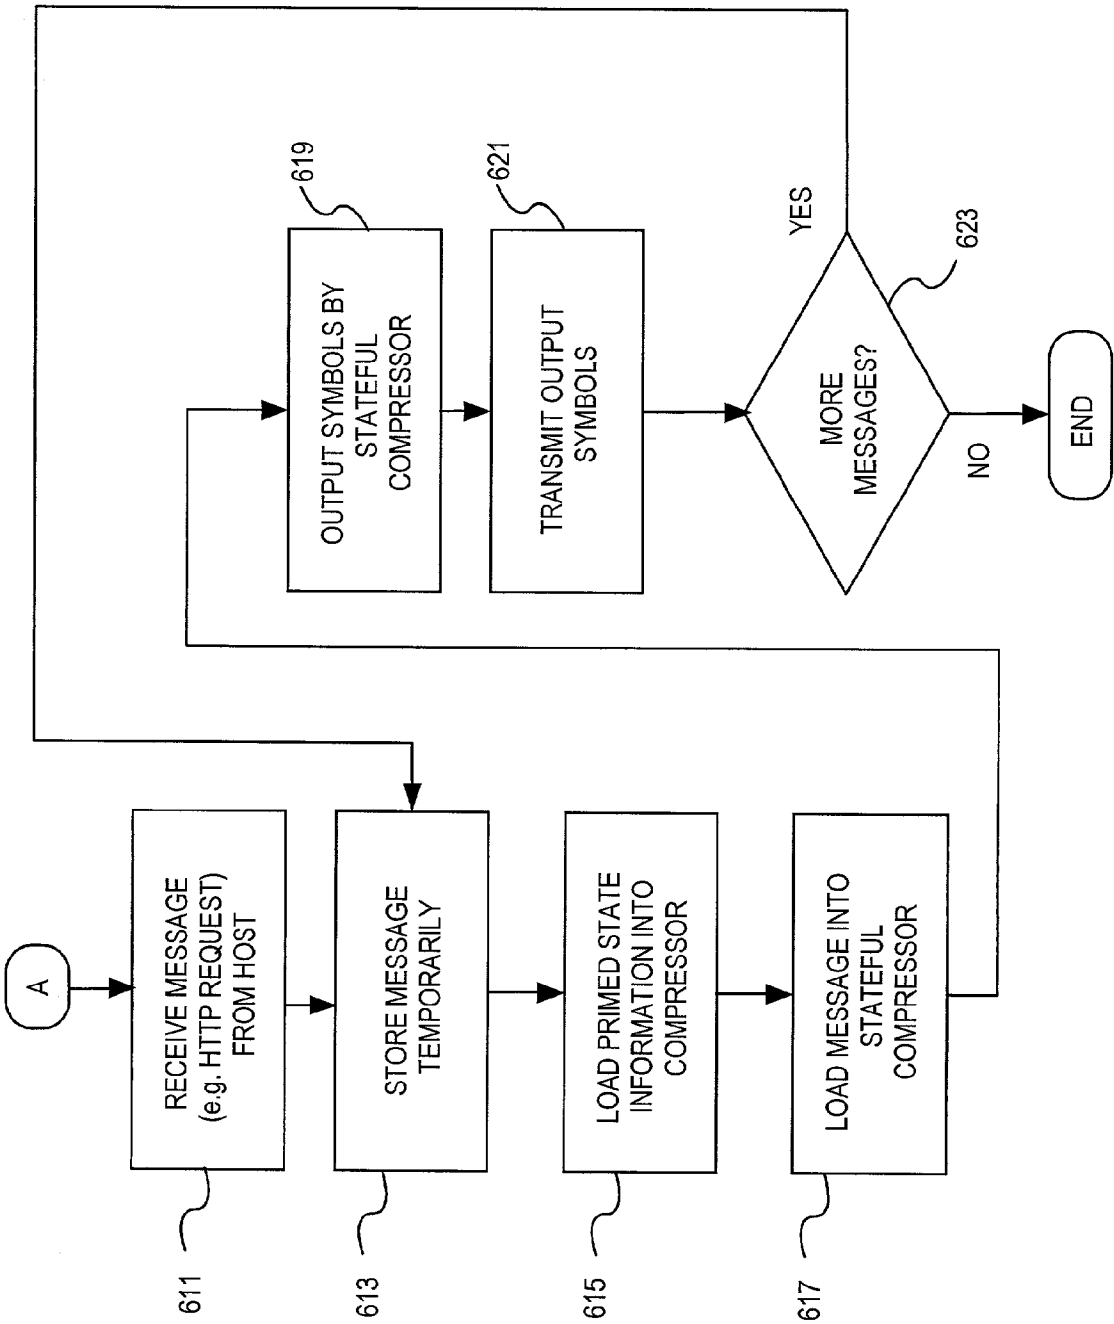 A
RECEIVE MESSAGE
(e.g. HTTP REQUEST)
FROM HOST
611
STORE MESSAGE
TEMPORARILY
613
LOAD PRIMED STATE
INFORMATION INTO
COMPRESSOR
615
LOAD MESSAGE INTO
STATEFUL
COMPRESSOR
617
OUTPUT SYMBOLS BY
STATEFUL
COMPRESSOR
619
TRANSMIT OUTPUT
SYMBOLS
621
MORE
MESSAGES?
623
YES
NO
END